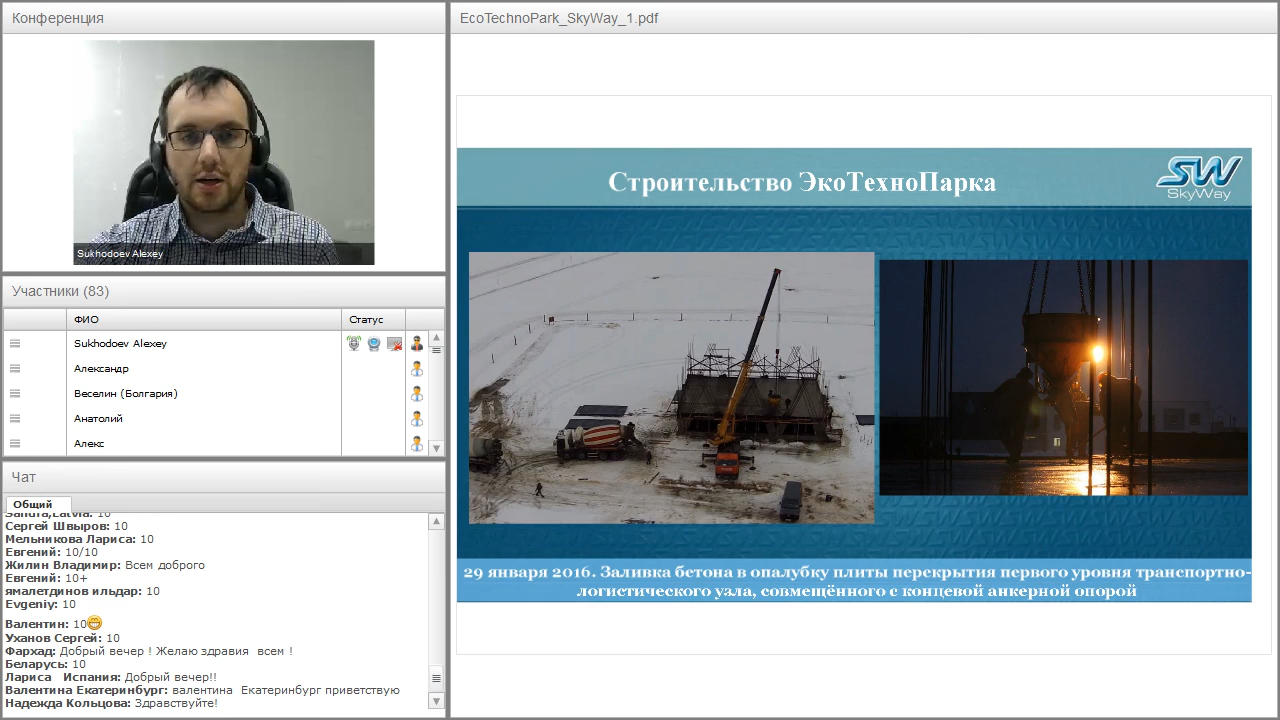 Конференция
Sukhodoev Alexey
Участники (83)
ФИО Статус
Sukhodoev Alexey
Александр
Веселин (Болгария)
Анатолий
Алекс
Чат
Общий
Sandra,Latvia: 10
Сергей Швыров: 10
Мельникова Лариса: 10
Евгений: 10/10
Жилин Владимир: Всем доброго
Евгений: 10+
ямалетдинов ильдар: 10
Evgeniy: 10
Валентин: 10
Уханов Сергей: 10
Фархад: Добрый вечер ! Желаю здравия всем !
Беларусь: 10
Лариса Испания: Добрый вечер!!
Валентина Екатеринбург: валентина Екатеринбург приветствую
Надежда Кольцова: Здравствуйте!
EcoTechnoPark_SkyWay_1.pdf
Строительство ЭкоТехноПарка
SW
SkyWay
29 января 2016. Заливка бетона в опалубку плиты перекрытия первого уровня транспортно-
логистического узла, совмещённого с концевой анкерной опорой